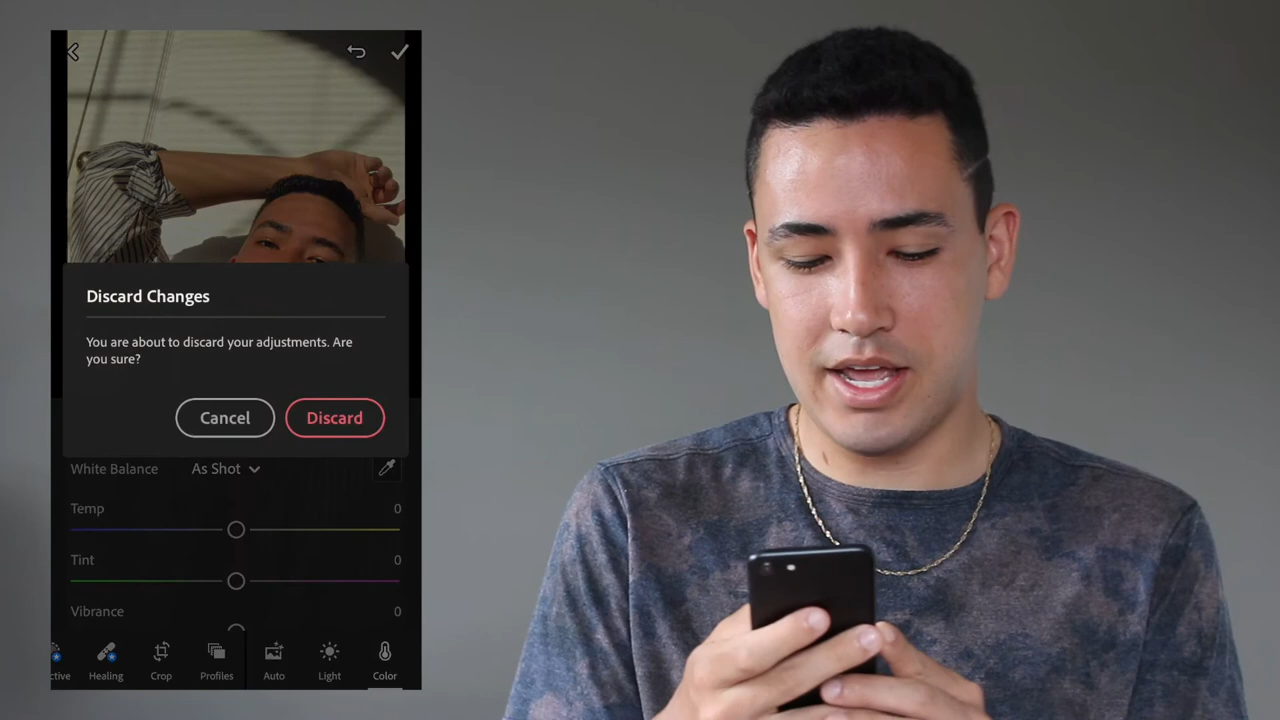 Discard Changes
You are about to discard your adjustments. Are
you sure?
Cancel Discard
White Balance As Shot
Temp 0
Tint 0
Vibrance 0
ctive Healing Crop Profiles Auto Light Color